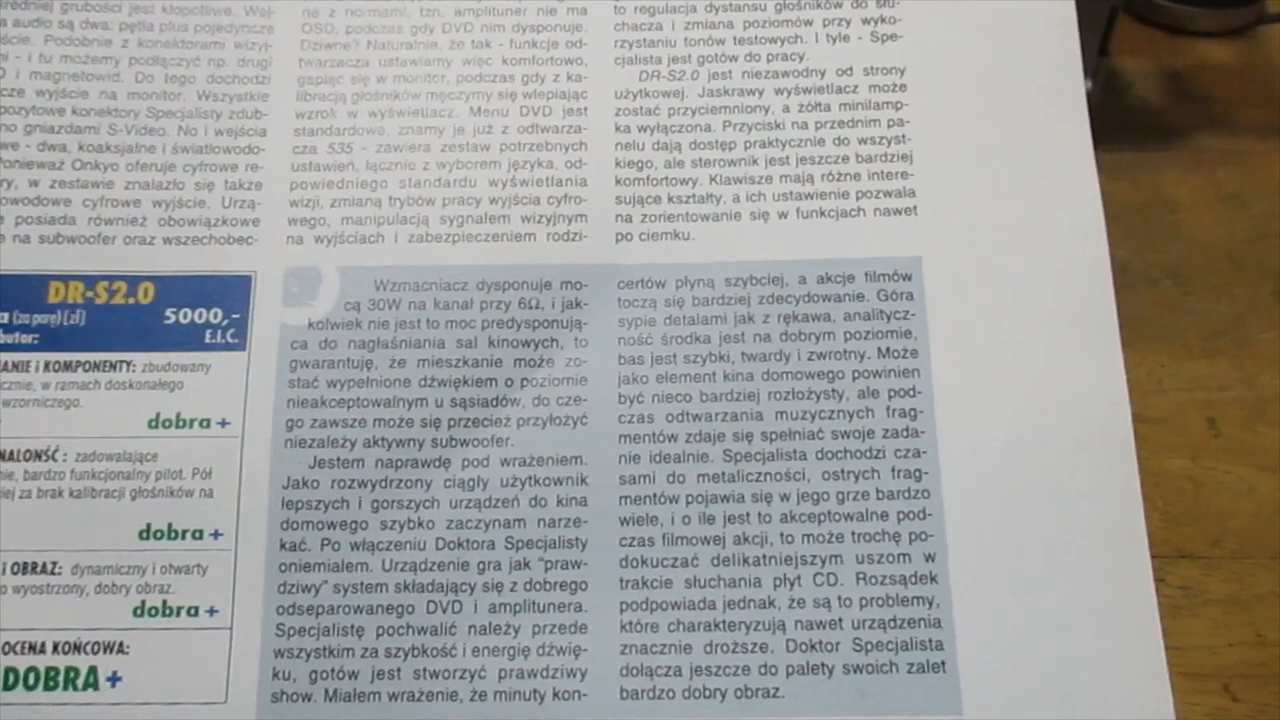 redniej grubości jest kłopotliwe. Wej-
a audio są dwa: pętla plus pojedyncze
ście. Podobnie z konektorami wizyj-
ni - i tu możemy podłączyć np. drugi
D i magnetowid. Do tego dochodzi
cze wyjście na monitor. Wszystkie
pozytowe konektory Specjalisty zdub-
no gniazdami S-Video. No i wejścia
we - dwa, koaksjalne i światłowodo-
onieważ Onkyo oferuje cyfrowe re-
ry, w zestawie znalazło się także
owodowe cyfrowe wyjście. Urzą-
e posiada również obowiązkowe
e na subwoofer oraz wszechobec-
ne z normami, tzn. amplituner nie ma
OSD, podczas gdy DVD nim dysponuje.
Dziwne? Naturalnie, że tak - funkcje od-
twarzacza ustawiamy więc komfortowo,
gapiąc się w monitor, podczas gdy z ka-
libracją głośników męczymy się wlepiając
wzrok w wyświetlacz. Menu DVD jest
standardowe, znamy je już z odtwarza-
cza 535 - zawiera zestaw potrzebnych
ustawień, łącznie z wyborem języka, od-
powiedniego standardu wyświetlania
wizji, zmianą trybów pracy wyjścia cyfro-
wego, manipulacją sygnałem wizyjnym
na wyjściach i zabezpieczeniem rodzi-
to regulacja dystansu głośników do słu-
chacza i zmiana poziomów przy wyko-
rzystaniu tonów testowych. I tyle - Spe-
cjalista jest gotów do pracy.
DR-S2.0 jest niezawodny od strony
użytkowej. Jaskrawy wyświetlacz może
zostać przyciemniony, a żółta minilamp-
ka wyłączona. Przyciski na przednim pa-
nelu dają dostęp praktycznie do wszyst-
kiego, ale sterownik jest jeszcze bardziej
komfortowy. Klawisze mają różne intere-
sujące kształty, a ich ustawienie pozwala
na zorientowanie się w funkcjach nawet
po ciemku.
DR-S2.0
a (za parę) [zł] 5000,-
butor: E.I.C.
ANIE i KOMPONENTY: zbudowany
cznie, w ramach doskonałego
wzorniczego.
dobra+
NALONŚĆ : zadowalające
ie, bardzo funkcjonalny pilot. Pół
iej za brak kalibracji głośników na
dobra+
i OBRAZ: dynamiczny i otwarty
o wyostrzony, dobry obraz.
dobra+
OCENA KOŃCOWA:
DOBRA+
Wzmacniacz dysponuje mo-
cą 30W na kanał przy 6Ω, i jak-
kolwiek nie jest to moc predysponują-
ca do nagłaśniania sal kinowych, to
gwarantuję, że mieszkanie może zo-
stać wypełnione dźwiękiem o poziomie
nieakceptowalnym u sąsiadów, do cze-
go zawsze może się przecież przyłożyć
niezależy aktywny subwoofer.
Jestem naprawdę pod wrażeniem.
Jako rozwydrzony ciągły użytkownik
lepszych i gorszych urządzeń do kina
domowego szybko zaczynam narze-
kać. Po włączeniu Doktora Specjalisty
oniemiałem. Urządzenie gra jak "praw-
dziwy" system składający się z dobrego
odseparowanego DVD i amplitunera.
Specjalistę pochwalić należy przede
wszystkim za szybkość i energię dźwię-
ku, gotów jest stworzyć prawdziwy
show. Miałem wrażenie, że minuty kon-
certów płyną szybciej, a akcje filmów
toczą się bardziej zdecydowanie. Góra
sypie detalami jak z rękawa, analitycz-
ność środka jest na dobrym poziomie,
bas jest szybki, twardy i zwrotny. Może
jako element kina domowego powinien
być nieco bardziej rozłożysty, ale pod-
czas odtwarzania muzycznych frag-
mentów zdaje się spełniać swoje zada-
nie idealnie. Specjalista dochodzi cza-
sami do metaliczności, ostrych frag-
mentów pojawia się w jego grze bardzo
wiele, i o ile jest to akceptowalne pod-
czas filmowej akcji, to może trochę po-
dokuczać delikatniejszym uszom w
trakcie słuchania płyt CD. Rozsądek
podpowiada jednak, że są to problemy,
które charakteryzują nawet urządzenia
znacznie droższe. Doktor Specjalista
dołącza jeszcze do palety swoich zalet
bardzo dobry obraz.